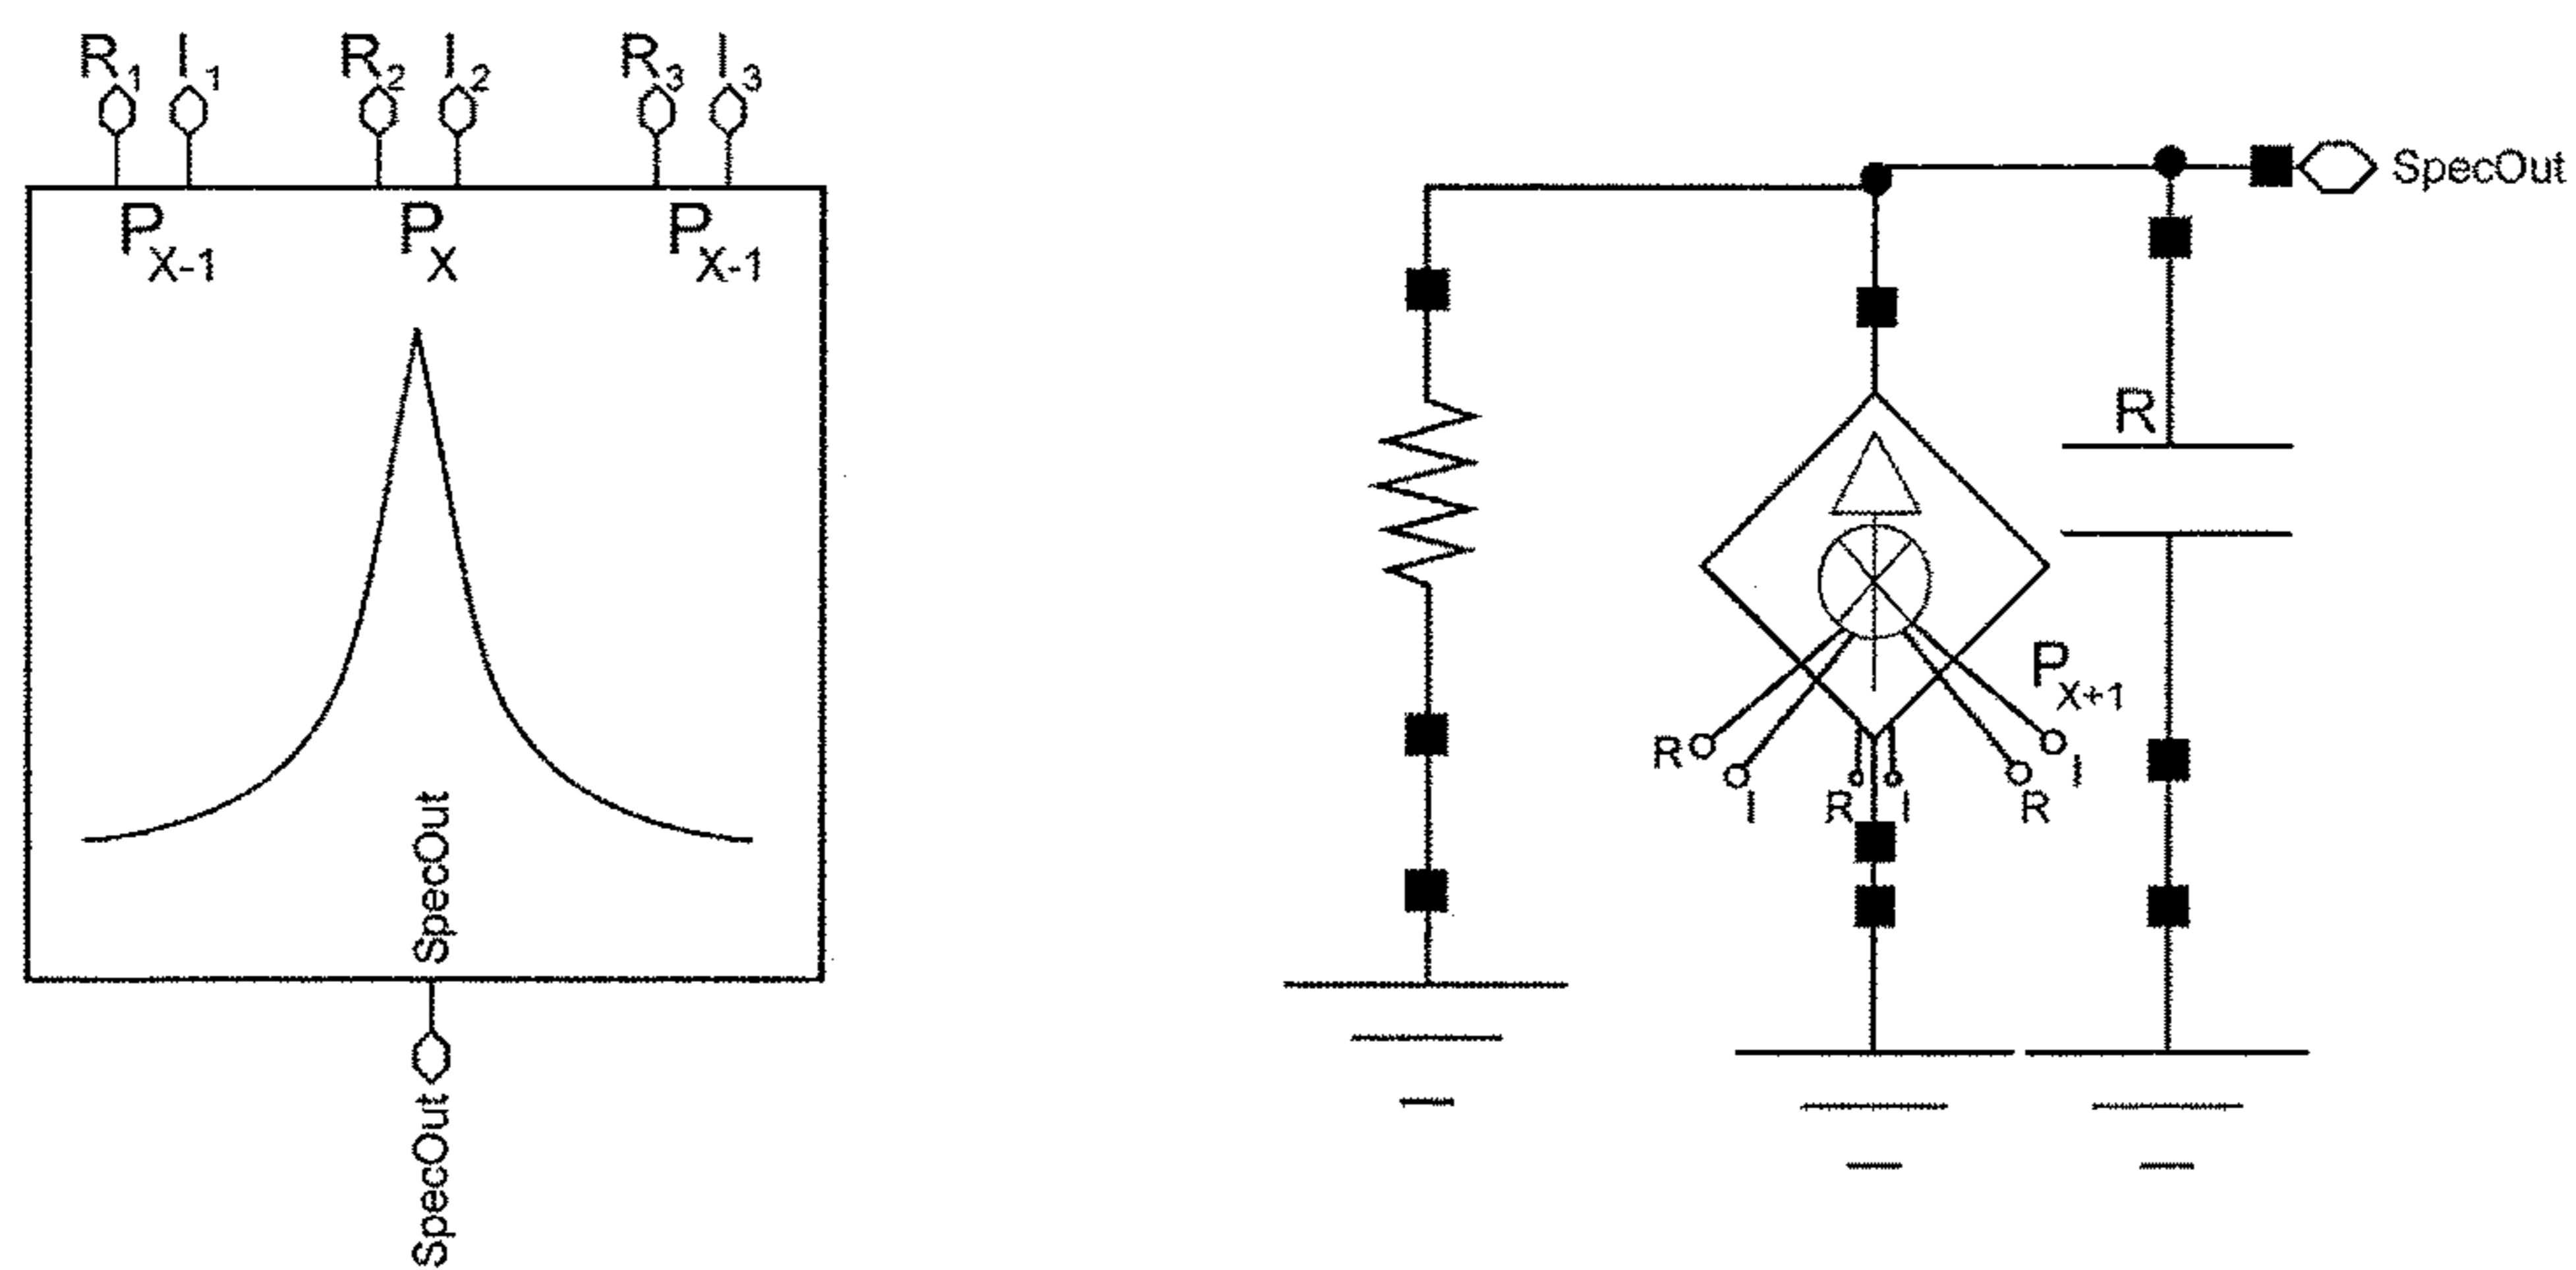 R1 I1 R2 I2 R3 I3
PX-1 PX PX-1
SpecOut
SpecOut
SpecOut
R
PX+1
R I R I R I